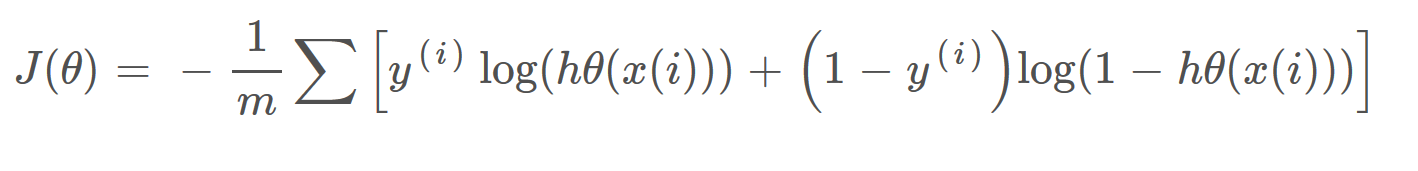 J(θ) = − 1/m ∑ [y^(i) log(hθ(x(i))) + (1 − y^(i)) log(1 − hθ(x(i)))]